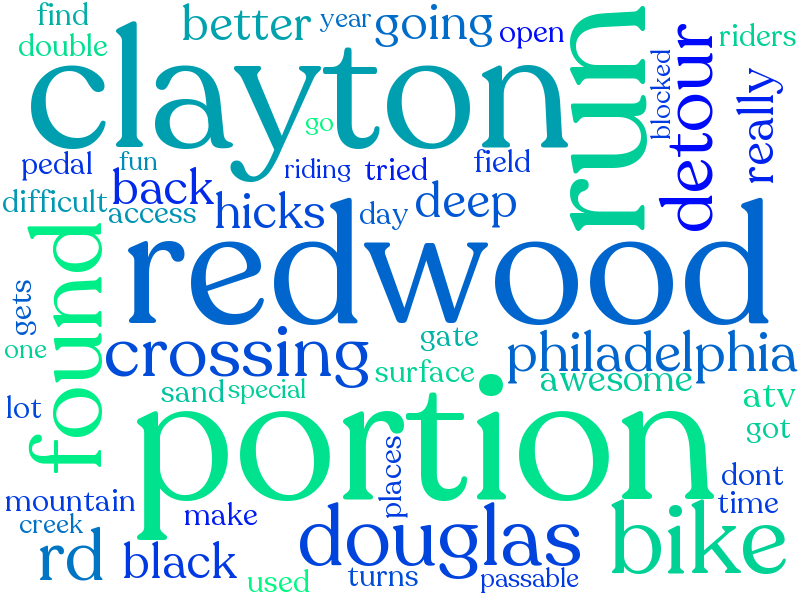 find
better
year
going
open
double
riders
clayton
run
blocked
detour
really
go
pedal
fun
riding
tried
field
difficult
back
access
hicks
day
deep
found
redwood
gets
one
crossing
gate
philadelphia
surface
awesome
sand
special
lot
portion
atv
got
places
dont
mountain
make
time
creek
douglas
bike
rd
black
used
turns
passable